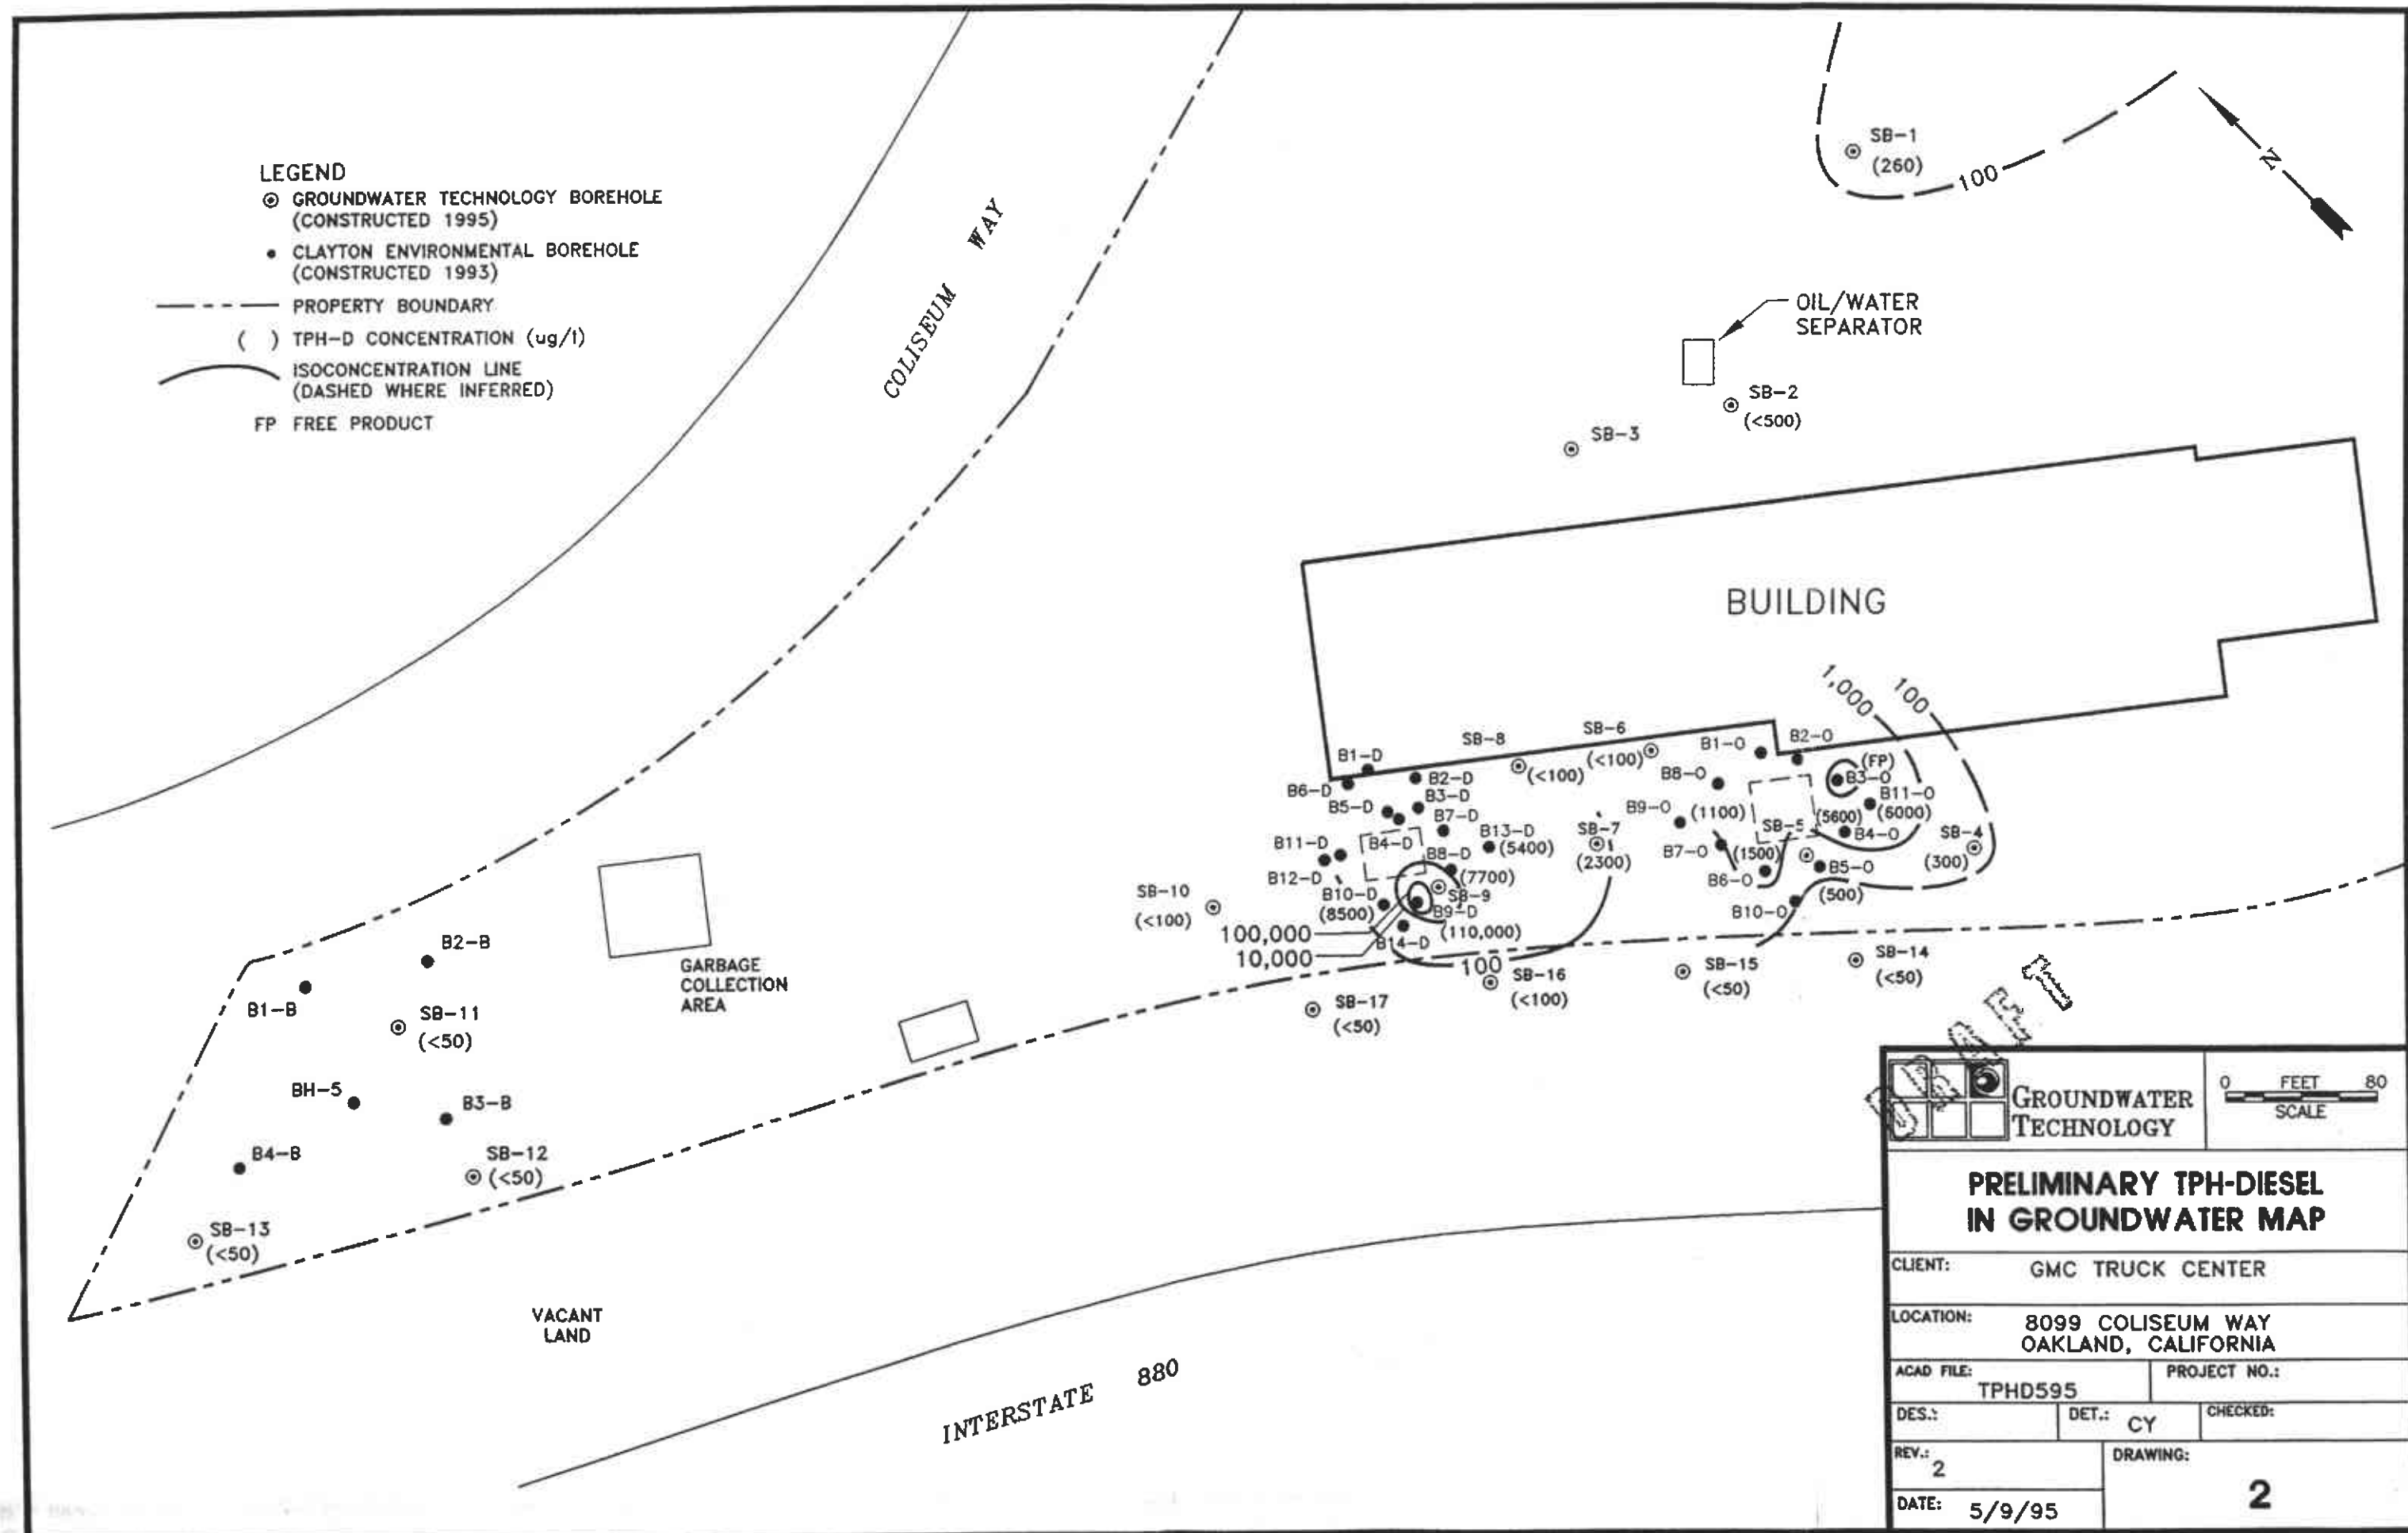 LEGEND
GROUNDWATER TECHNOLOGY BOREHOLE
(CONSTRUCTED 1995)
CLAYTON ENVIRONMENTAL BOREHOLE
(CONSTRUCTED 1993)
PROPERTY BOUNDARY
( ) TPH-D CONCENTRATION (ug/l)
ISOCONCENTRATION LINE
(DASHED WHERE INFERRED)
FP FREE PRODUCT
COLISEUM WAY
SB-1
(260)
100
N
OIL/WATER
SEPARATOR
SB-2
(<500)
SB-3
BUILDING
1,000
100
SB-8
(<100)
SB-6
(<100)
B1-O
B2-O
(FP)
B3-O
B11-O
(6000)
(5600)
B4-O
SB-4
(300)
B8-O
B9-O
(1100)
SB-5
B7-O
(1500)
B6-O
B5-O
(500)
B10-O
B1-D
B2-D
B6-D
B3-D
B5-D
B7-D
B13-D
(5400)
SB-7
(2300)
B11-D
B4-D
B8-D
(7700)
B12-D
B10-D
(8500)
SB-9
B9-D
(110,000)
B14-D
100,000
10,000
100
SB-10
(<100)
SB-14
(<50)
SB-15
(<50)
SB-16
(<100)
SB-17
(<50)
GARBAGE
COLLECTION
AREA
B2-B
B1-B
SB-11
(<50)
BH-5
B3-B
B4-B
SB-12
(<50)
SB-13
(<50)
VACANT
LAND
INTERSTATE 880
DRAFT
GROUNDWATER
TECHNOLOGY
0 FEET 80
SCALE
PRELIMINARY TPH-DIESEL
IN GROUNDWATER MAP
CLIENT: GMC TRUCK CENTER
LOCATION: 8099 COLISEUM WAY
OAKLAND, CALIFORNIA
ACAD FILE: TPHD595
PROJECT NO.:
DES.:
DET.: CY
CHECKED:
REV.: 2
DRAWING: 2
DATE: 5/9/95